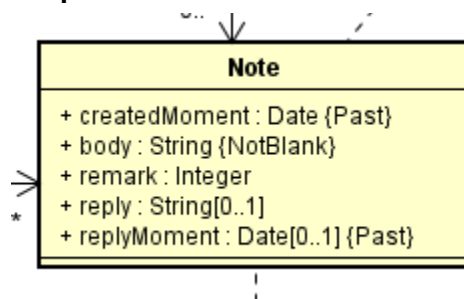 Note
+ createdMoment : Date {Past}
+ body : String {NotBlank}
+ remark : Integer
+ reply : String[0..1]
+ replyMoment : Date[0..1] {Past}
*